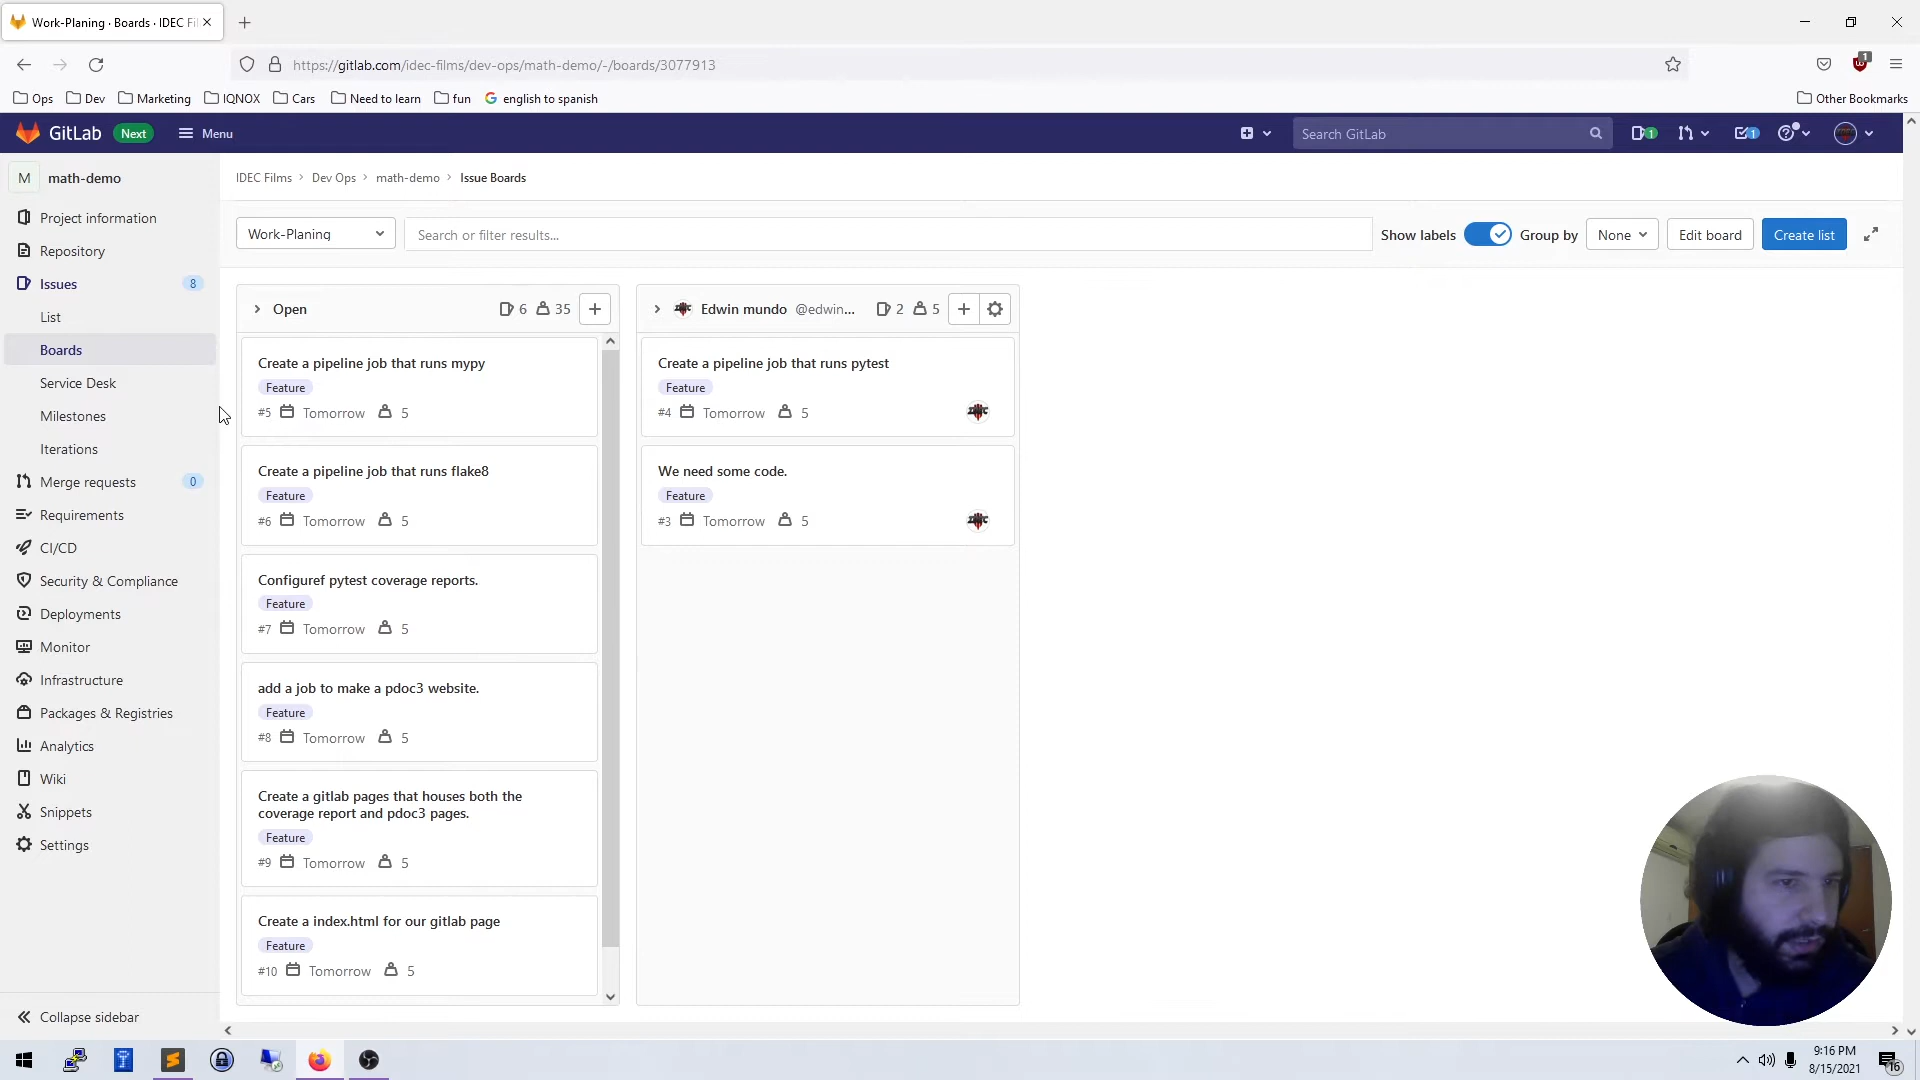 Work-Planing · Boards · IDEC Fil
https://gitlab.com/idec-films/dev-ops/math-demo/-/boards/3077913
1
Ops
Dev
Marketing
IQNOX
Cars
Need to learn
fun
english to spanish
Other Bookmarks
GitLab
Next
Menu
Search GitLab
1
1
M
math-demo
Project information
Repository
Issues
8
List
Boards
Service Desk
Milestones
Iterations
Merge requests
0
Requirements
CI/CD
Security & Compliance
Deployments
Monitor
Infrastructure
Packages & Registries
Analytics
Wiki
Snippets
Settings
Collapse sidebar
IDEC Films > Dev Ops > math-demo > Issue Boards
Work-Planing
Search or filter results...
Show labels
Group by
None
Edit board
Create list
Open
6
35
Create a pipeline job that runs mypy
Feature
#5 Tomorrow 5
Create a pipeline job that runs flake8
Feature
#6 Tomorrow 5
Configuref pytest coverage reports.
Feature
#7 Tomorrow 5
add a job to make a pdoc3 website.
Feature
#8 Tomorrow 5
Create a gitlab pages that houses both the
coverage report and pdoc3 pages.
Feature
#9 Tomorrow 5
Create a index.html for our gitlab page
Feature
#10 Tomorrow 5
Edwin mundo @edwin...
2
5
Create a pipeline job that runs pytest
Feature
#4 Tomorrow 5
We need some code.
Feature
#3 Tomorrow 5
9:16 PM
8/15/2021
16